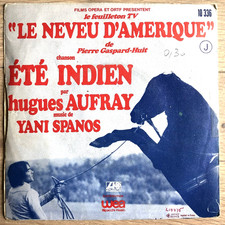 FILMS OPERA ET ORTF PRESENTENT
le feuilleton TV
10 336
"LE NEVEU D'AMERIQUE"
de
Pierre Gaspard-Huit
J
chanson
ÉTÉ INDIEN
par
hugues AUFRAY
musique de
YANI SPANOS
ATLANTIC
wea